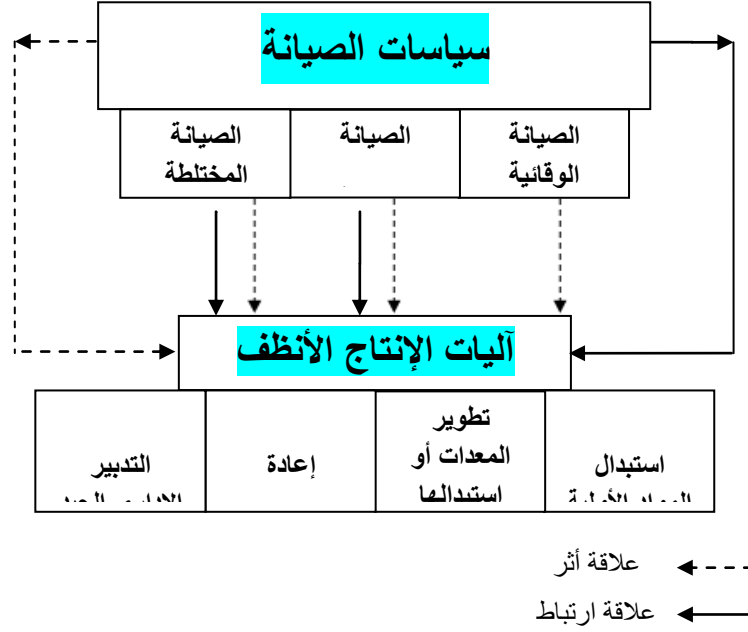 سياسات الصيانة
الصيانة الوقائية
الصيانة
الصيانة المختلطة
آليات الإنتاج الأنظف
استبدال
تطوير المعدات أو استبدالها
إعادة
التدبير
علاقة أثر
علاقة ارتباط